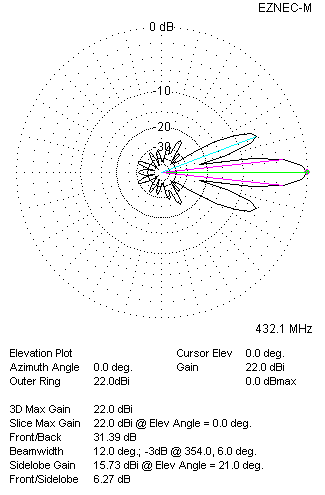 EZNEC-M
0 dB
-10
-20
-30
432.1 MHz
Elevation Plot Cursor Elev 0.0 deg.
Azimuth Angle 0.0 deg. Gain 22.0 dBi
Outer Ring 22.0dBi 0.0 dBmax
3D Max Gain 22.0 dBi
Slice Max Gain 22.0 dBi @ Elev Angle = 0.0 deg.
Front/Back 31.39 dB
Beamwidth 12.0 deg.; -3dB @ 354.0, 6.0 deg.
Sidelobe Gain 15.73 dBi @ Elev Angle = 21.0 deg.
Front/Sidelobe 6.27 dB